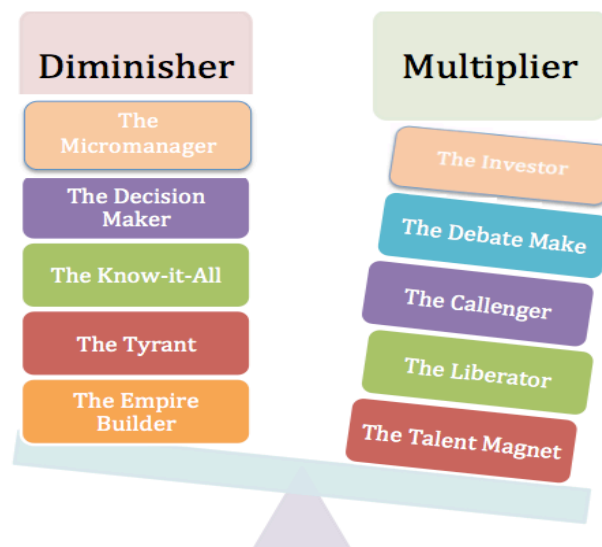 Diminisher
The
Micromanager
The Decision
Maker
The Know-it-All
The Tyrant
The Empire
Builder
Multiplier
The Investor
The Debate Make
The Callenger
The Liberator
The Talent Magnet